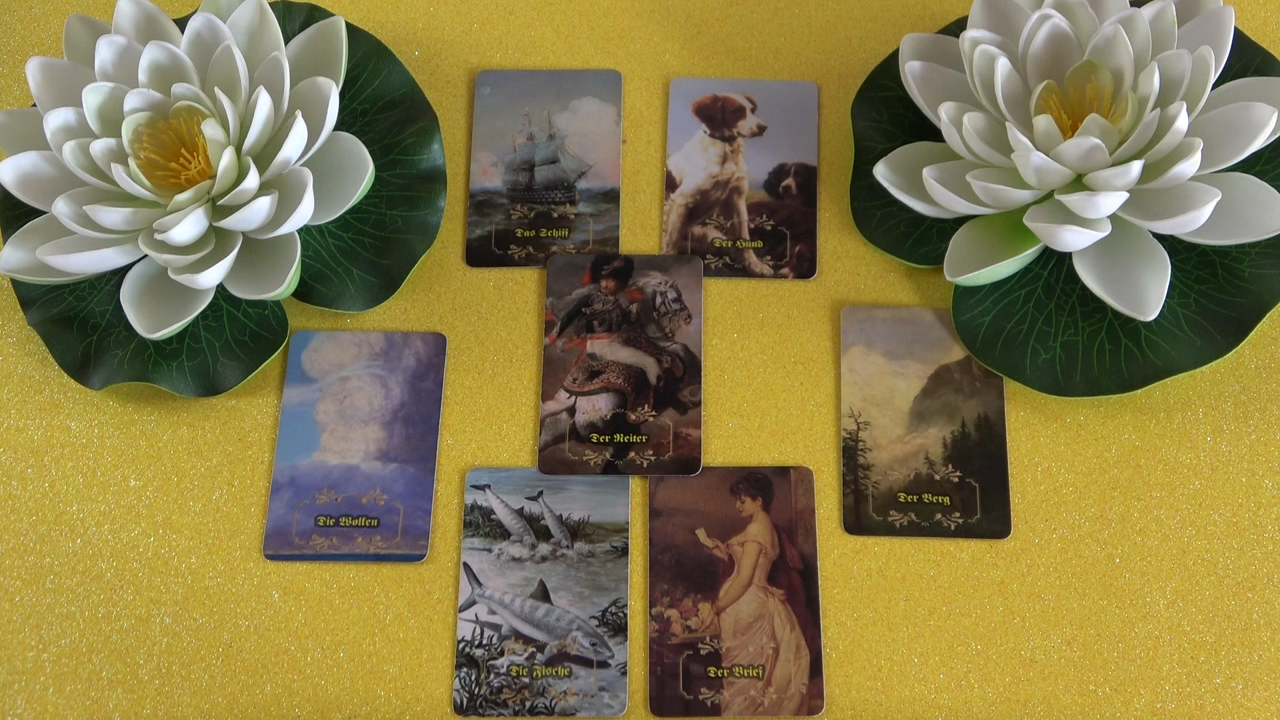 Das Schiff
Der Hund
Der Reiter
Die Wolken
Der Berg
Die Fische
Der Brief